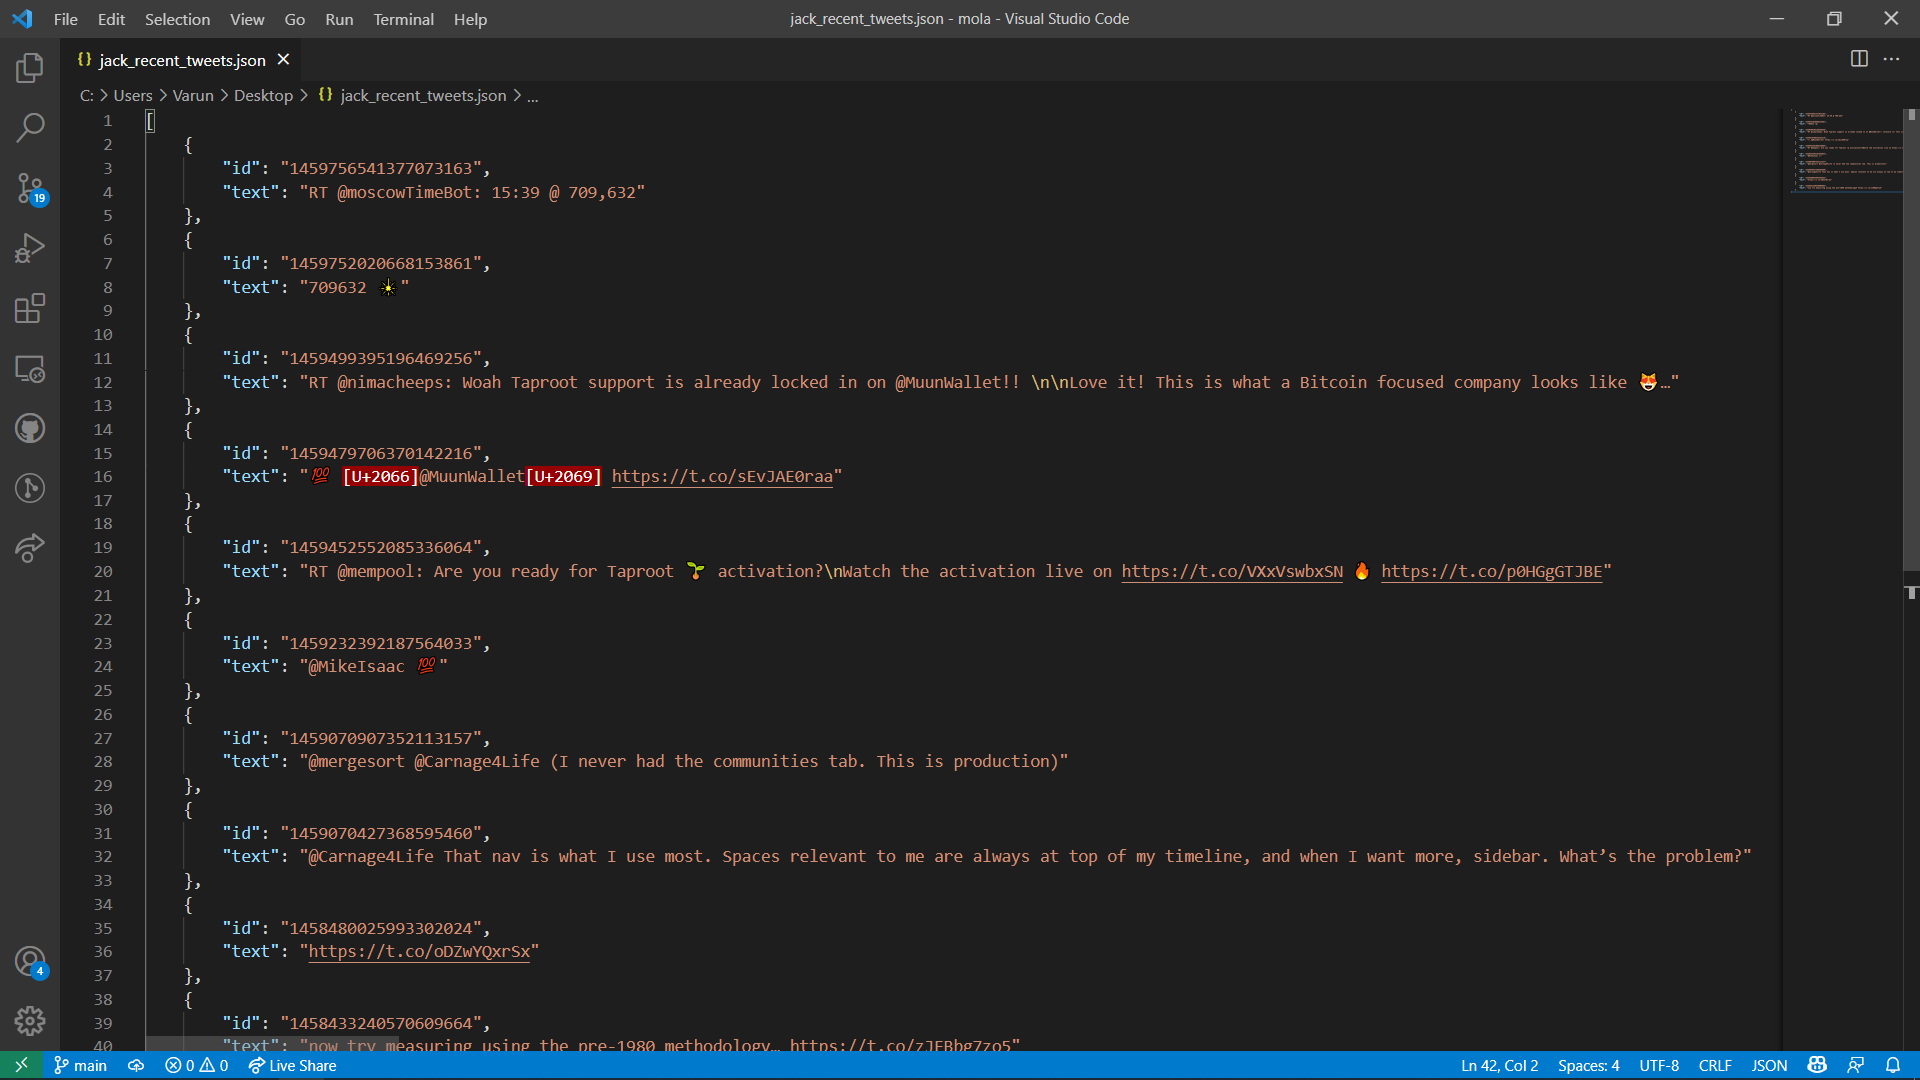 File Edit Selection View Go Run Terminal Help jack_recent_tweets.json - mola - Visual Studio Code
{} jack_recent_tweets.json ×
C: > Users > Varun > Desktop > {} jack_recent_tweets.json > ...
1 [
2 {
3 "id": "1459756541377073163",
4 "text": "RT @moscowTimeBot: 15:39 @ 709,632"
5 },
6 {
7 "id": "1459752020668153861",
8 "text": "709632 ✴"
9 },
10 {
11 "id": "1459499395196469256",
12 "text": "RT @nimacheeps: Woah Taproot support is already locked in on @MuunWallet!! \n\nLove it! This is what a Bitcoin focused company looks like 😻…"
13 },
14 {
15 "id": "1459479706370142216",
16 "text": "💯 [U+2066]@MuunWallet[U+2069] https://t.co/sEvJAE0raa"
17 },
18 {
19 "id": "1459452552085336064",
20 "text": "RT @mempool: Are you ready for Taproot 🌱 activation?\nWatch the activation live on https://t.co/VXxVswbxSN 🔥 https://t.co/p0HGgGTJBE"
21 },
22 {
23 "id": "1459232392187564033",
24 "text": "@MikeIsaac 💯"
25 },
26 {
27 "id": "1459070907352113157",
28 "text": "@mergesort @Carnage4Life (I never had the communities tab. This is production)"
29 },
30 {
31 "id": "1459070427368595460",
32 "text": "@Carnage4Life That nav is what I use most. Spaces relevant to me are always at top of my timeline, and when I want more, sidebar. What’s the problem?"
33 },
34 {
35 "id": "1458480025993302024",
36 "text": "https://t.co/oDZwYQxrSx"
37 },
38 {
39 "id": "1458433240570609664",
40 "text": "now try measuring using the pre-1980 methodology… https://t.co/zJEBbg7zo5"
19
4
main 0 0 Live Share Ln 42, Col 2 Spaces: 4 UTF-8 CRLF JSON